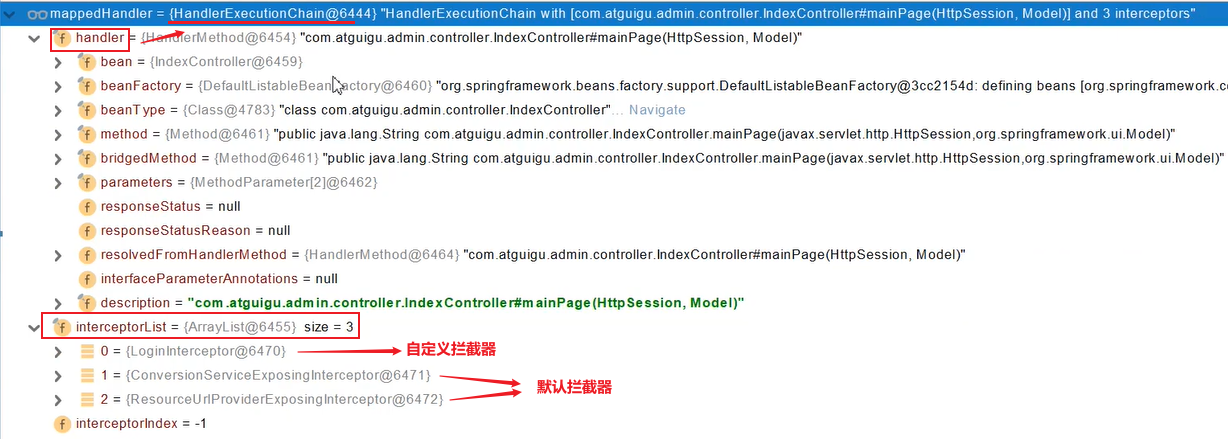 mappedHandler = {HandlerExecutionChain@6444} "HandlerExecutionChain with [com.atguigu.admin.controller.IndexController#mainPage(HttpSession, Model)] and 3 interceptors"
f handler = {HandlerMethod@6454} "com.atguigu.admin.controller.IndexController#mainPage(HttpSession, Model)"
f bean = {IndexController@6459}
f beanFactory = {DefaultListableBeanFactory@6460} "org.springframework.beans.factory.support.DefaultListableBeanFactory@3cc2154d: defining beans [org.springframework.c
f beanType = {Class@4783} "class com.atguigu.admin.controller.IndexController"... Navigate
f method = {Method@6461} "public java.lang.String com.atguigu.admin.controller.IndexController.mainPage(javax.servlet.http.HttpSession,org.springframework.ui.Model)"
f bridgedMethod = {Method@6461} "public java.lang.String com.atguigu.admin.controller.IndexController.mainPage(javax.servlet.http.HttpSession,org.springframework.ui.Model)"
f parameters = {MethodParameter[2]@6462}
f responseStatus = null
f responseStatusReason = null
f resolvedFromHandlerMethod = {HandlerMethod@6464} "com.atguigu.admin.controller.IndexController#mainPage(HttpSession, Model)"
f interfaceParameterAnnotations = null
f description = "com.atguigu.admin.controller.IndexController#mainPage(HttpSession, Model)"
f interceptorList = {ArrayList@6455} size = 3
0 = {LoginInterceptor@6470} 自定义拦截器
1 = {ConversionServiceExposingInterceptor@6471}
默认拦截器
2 = {ResourceUrlProviderExposingInterceptor@6472}
f interceptorIndex = -1